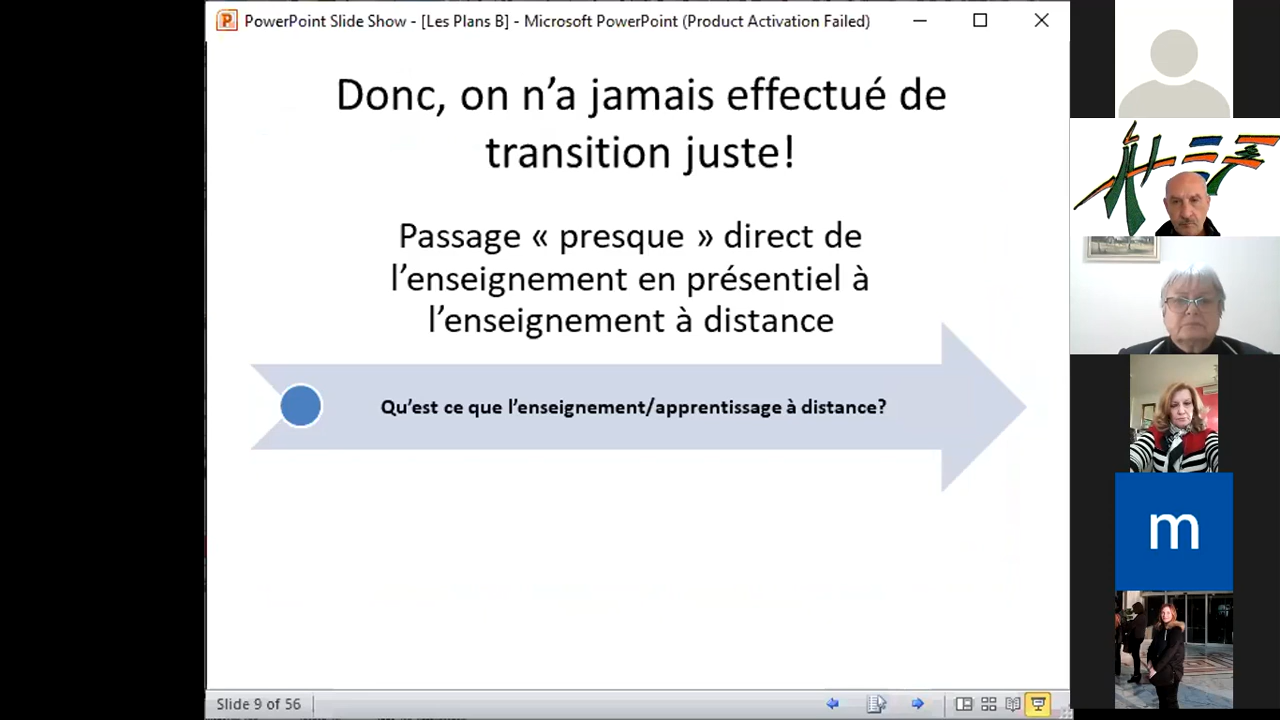 PowerPoint Slide Show - [Les Plans B] - Microsoft PowerPoint (Product Activation Failed)
Donc, on n’a jamais effectué de
transition juste!
Passage « presque » direct de
l’enseignement en présentiel à
l’enseignement à distance
Qu’est ce que l’enseignement/apprentissage à distance?
m
Slide 9 of 56